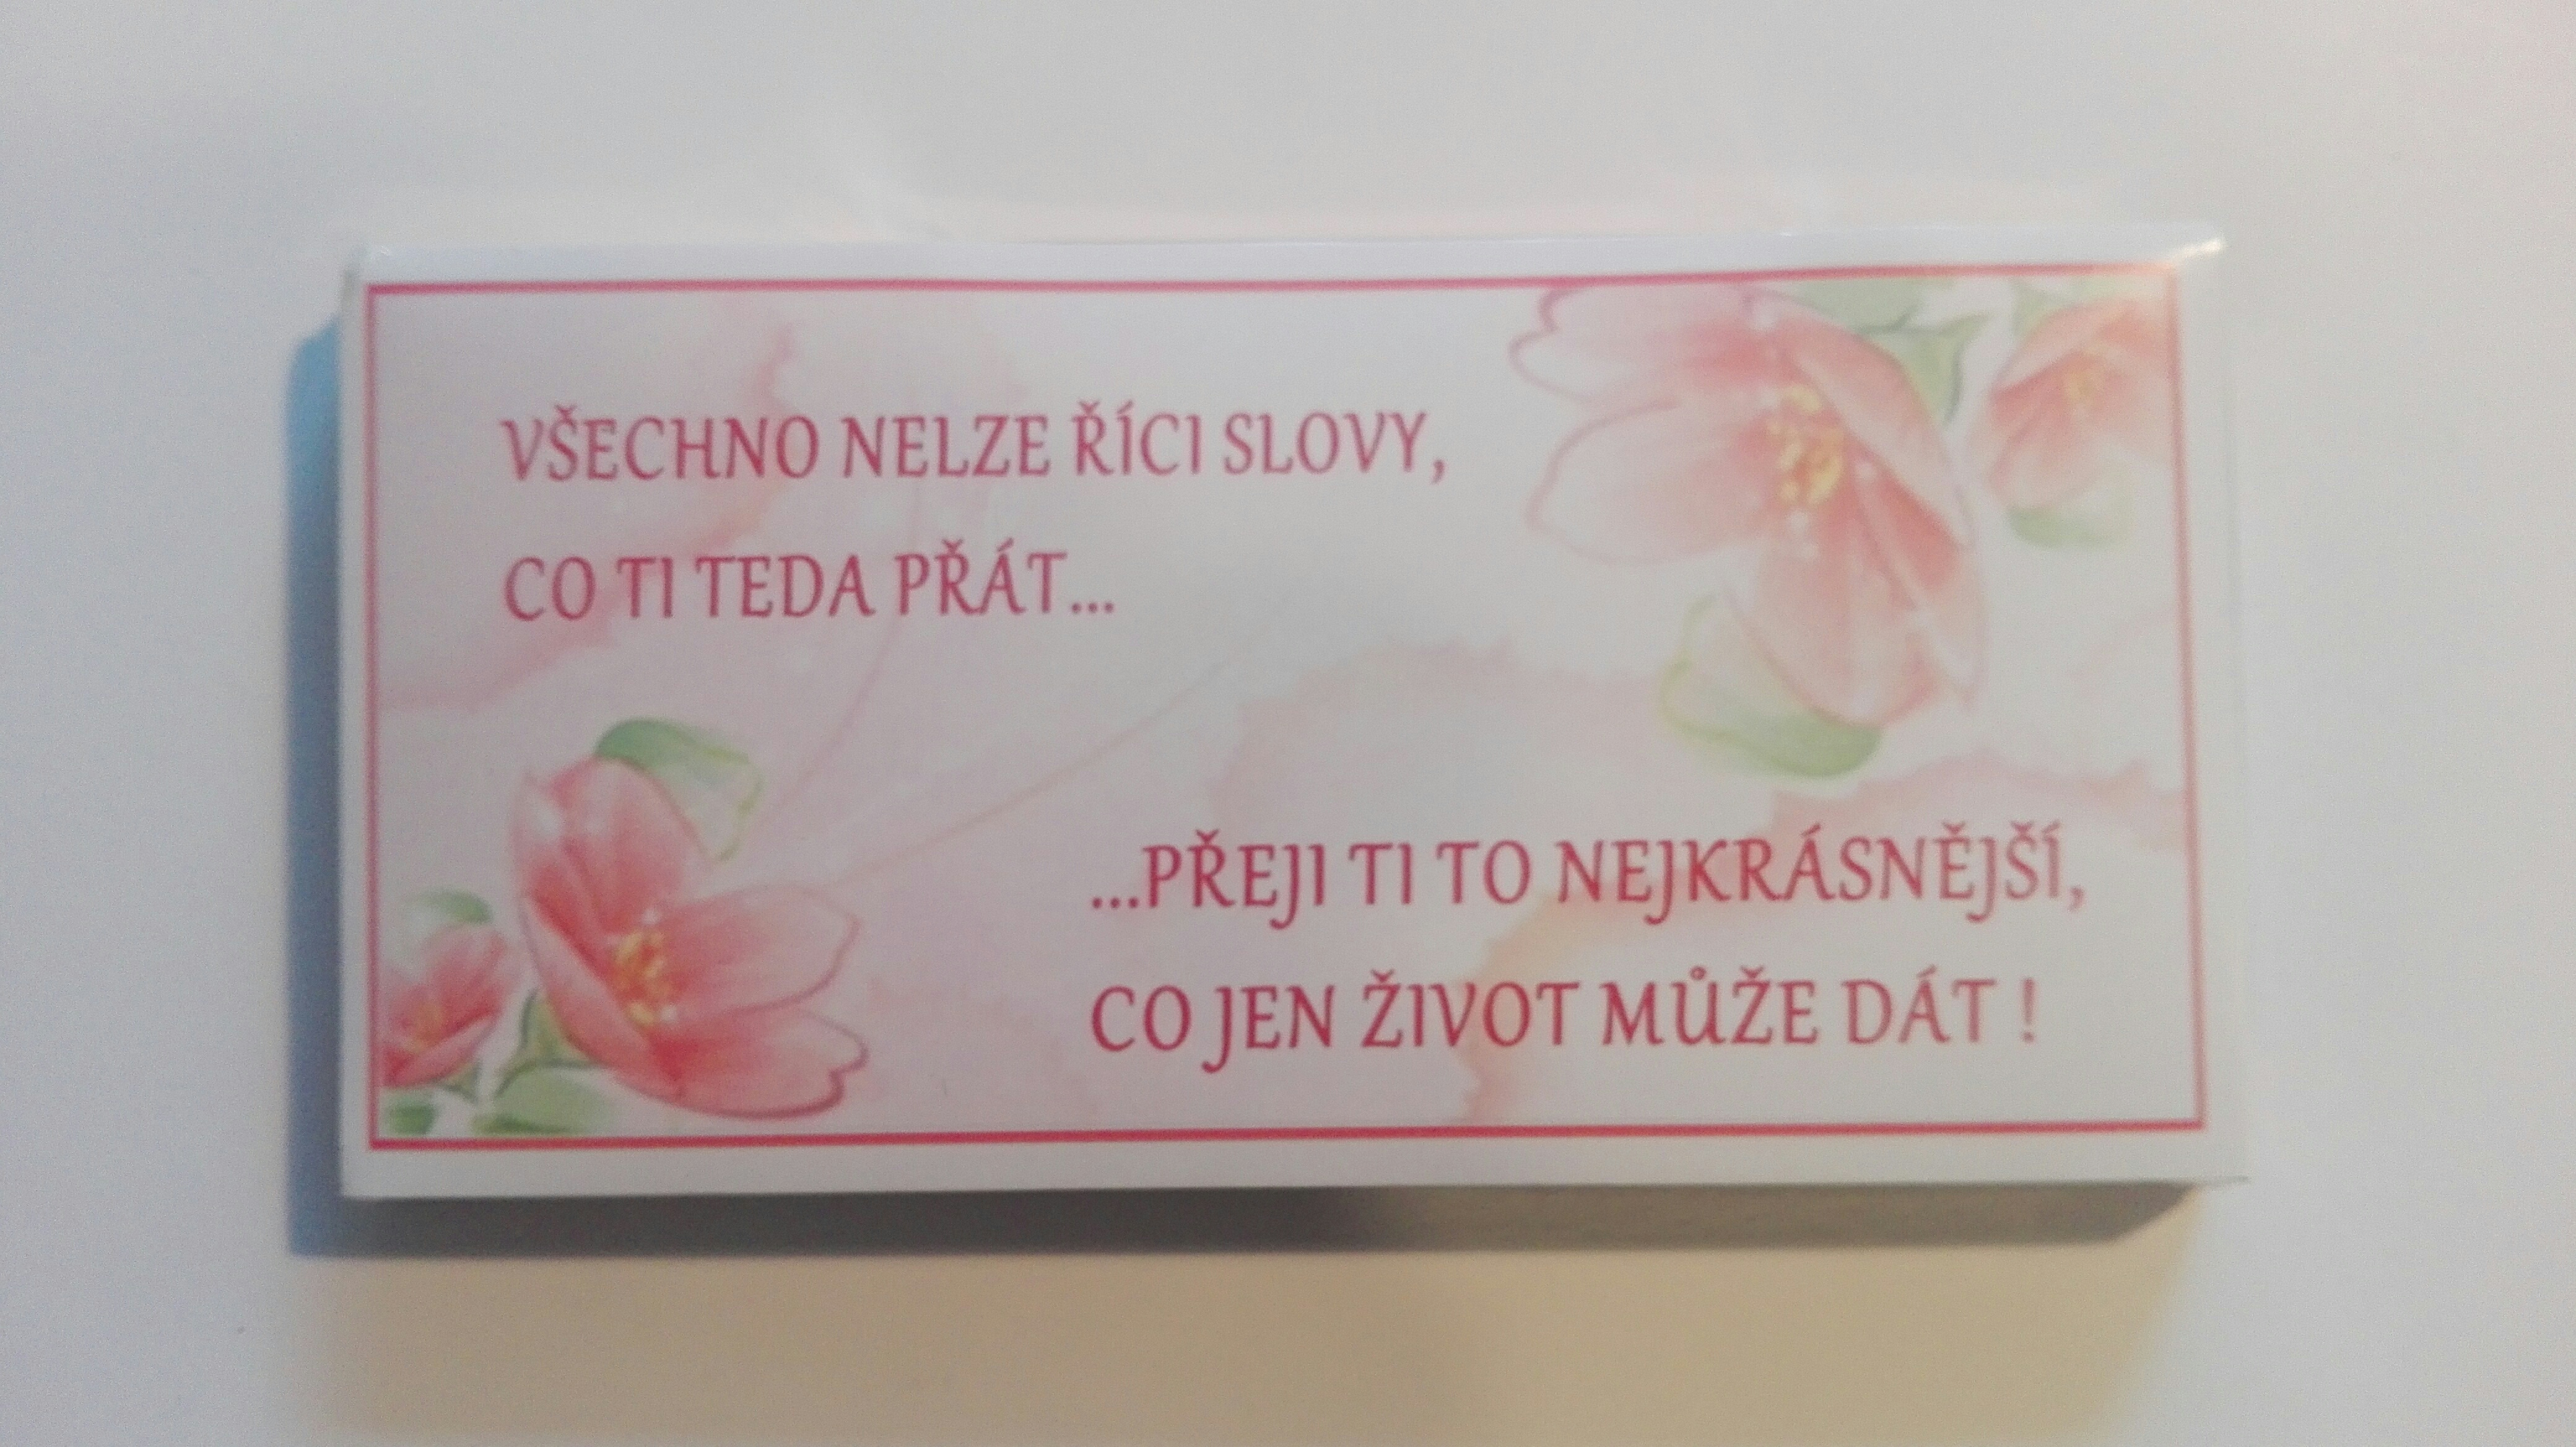 VŠECHNO NELZE ŘÍCI SLOVY,
CO TI TEDA PŘÁT...
...PŘEJI TI TO NEJKRÁSNĚJŠÍ,
CO JEN ŽIVOT MŮŽE DÁT !